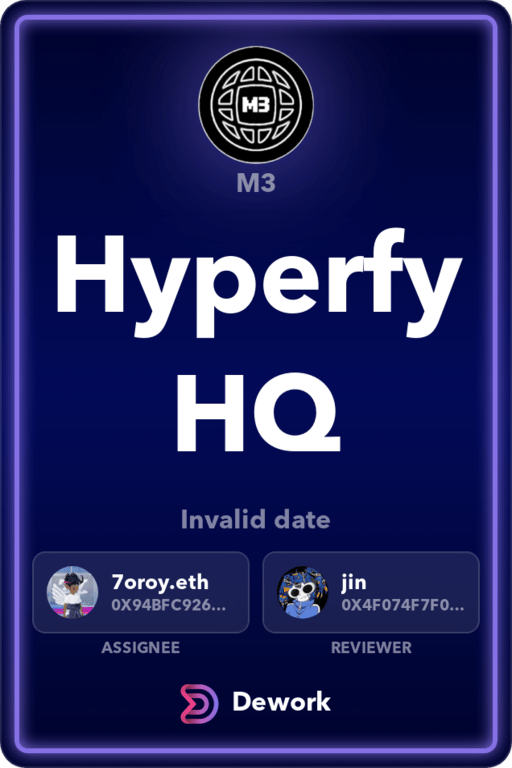 M3
M3
Hyperfy
HQ
Invalid date
7oroy.eth
0X94BFC926...
jin
0X4F074F7F0...
ASSIGNEE
REVIEWER
Dework